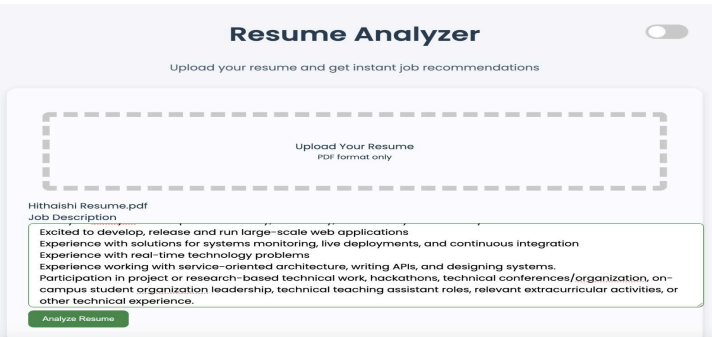 Resume Analyzer
Upload your resume and get instant job recommendations
Upload Your Resume
PDF format only
Hithaishi Resume.pdf
Job Description
Excited to develop, release and run large-scale web applications
Experience with solutions for systems monitoring, live deployments, and continuous integration
Experience with real-time technology problems
Experience working with service-oriented architecture, writing APIs, and designing systems.
Participation in project or research-based technical work, hackathons, technical conferences/organization, on-
campus student organization leadership, technical teaching assistant roles, relevant extracurricular activities, or
other technical experience.
Analyze Resume